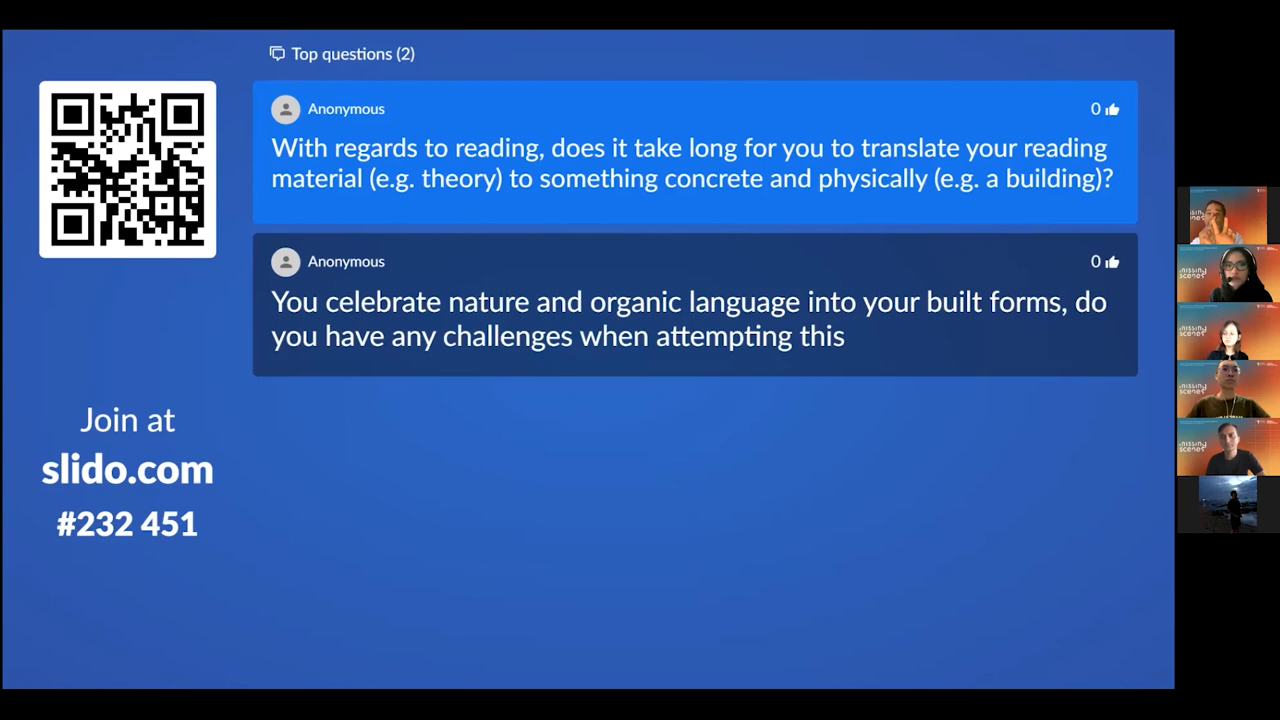 Top questions (2)
Anonymous
0
With regards to reading, does it take long for you to translate your reading
material (e.g. theory) to something concrete and physically (e.g. a building)?
Anonymous
0
You celebrate nature and organic language into your built forms, do
you have any challenges when attempting this
Join at
slido.com
#232 451